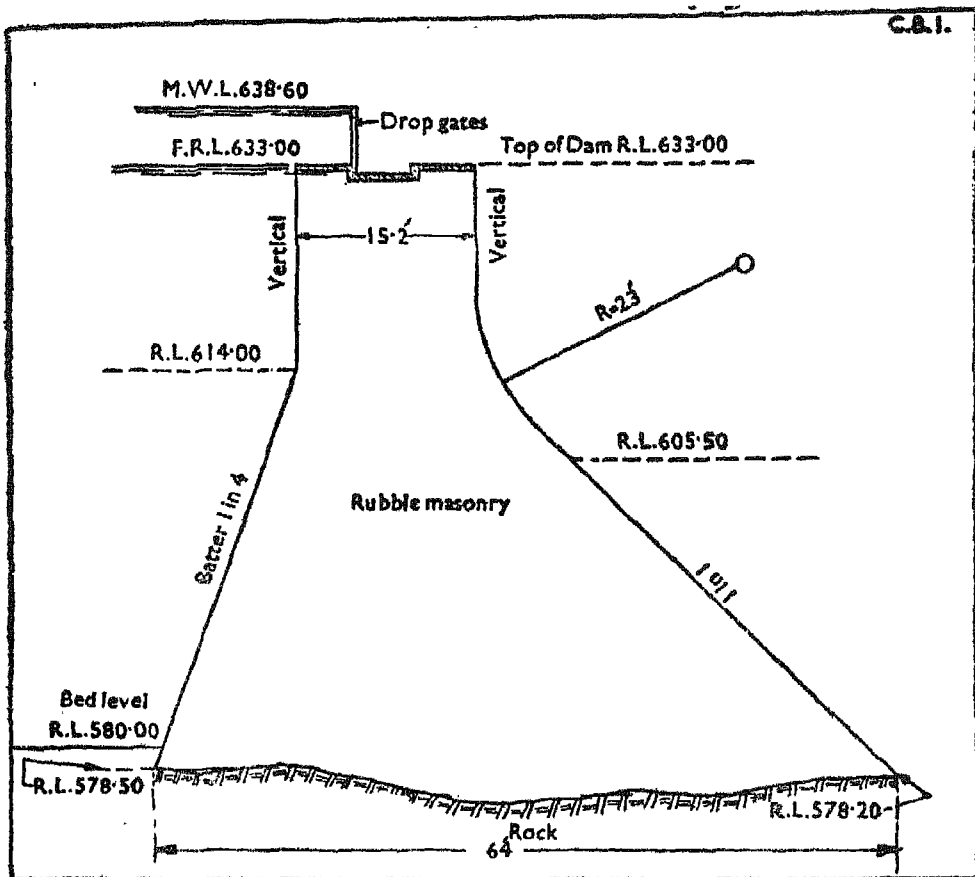 C.B.I.
M.W.L.638·60
Drop gates
F.R.L.633·00
Top of Dam R.L.633·00
Vertical
15·2′
Vertical
R=23′
R.L.614·00
R.L.605·50
Batter 1 in 4
Rubble masonry
1 in 1
Bed level
R.L.580·00
R.L.578·50
R.L.578·20
Rock
64′